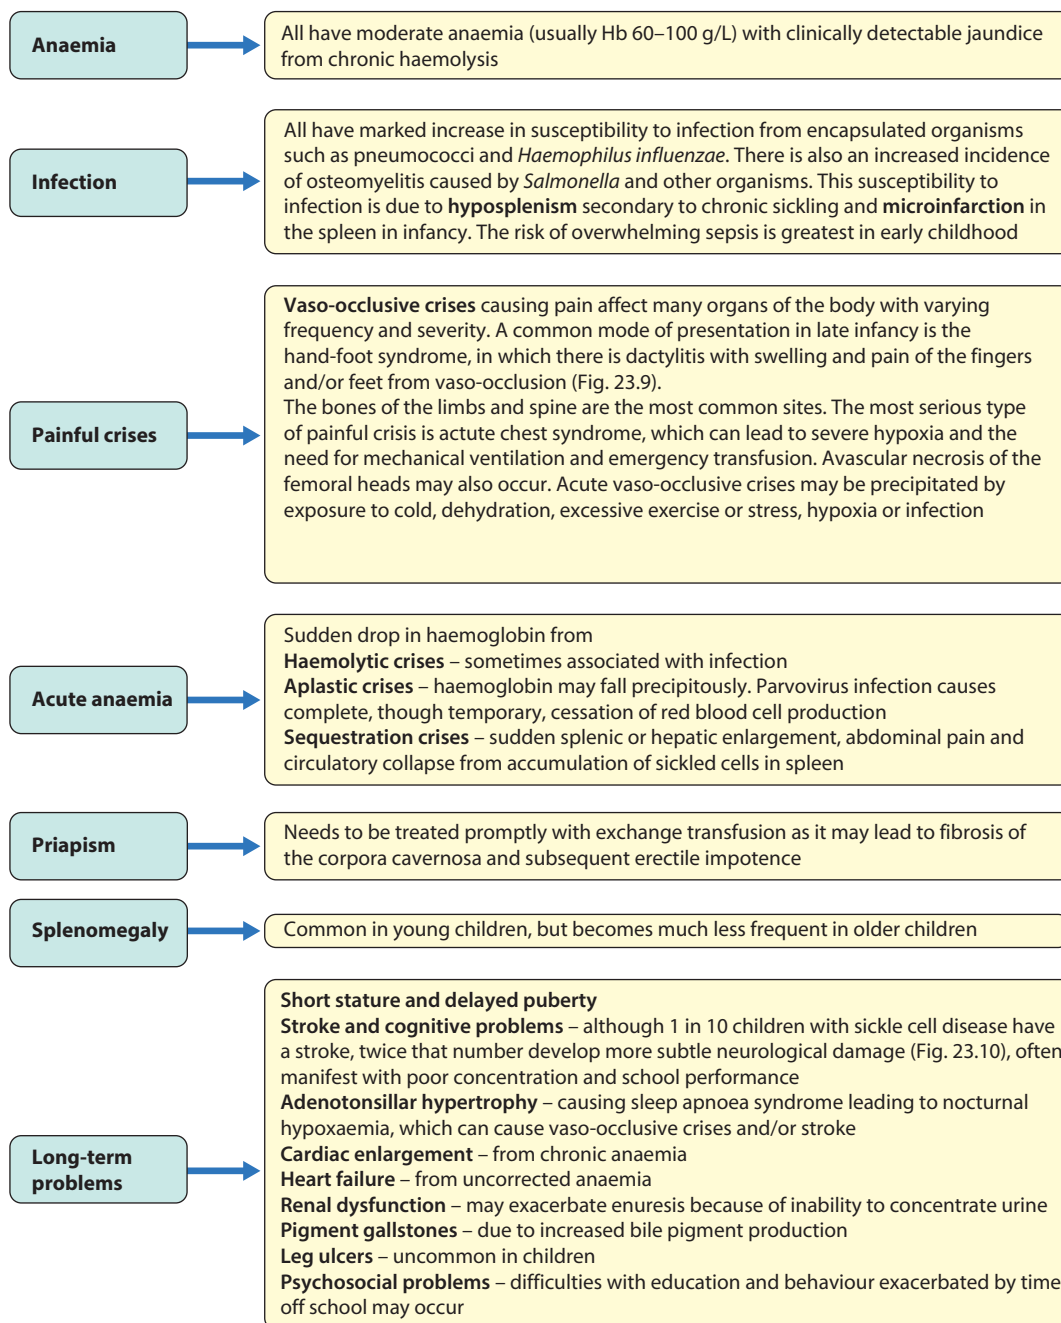 Anaemia
All have moderate anaemia (usually Hb 60–100 g/L) with clinically detectable jaundice
from chronic haemolysis
Infection
All have marked increase in susceptibility to infection from encapsulated organisms
such as pneumococci and Haemophilus influenzae. There is also an increased incidence
of osteomyelitis caused by Salmonella and other organisms. This susceptibility to
infection is due to hyposplenism secondary to chronic sickling and microinfarction in
the spleen in infancy. The risk of overwhelming sepsis is greatest in early childhood
Painful crises
Vaso-occlusive crises causing pain affect many organs of the body with varying
frequency and severity. A common mode of presentation in late infancy is the
hand-foot syndrome, in which there is dactylitis with swelling and pain of the fingers
and/or feet from vaso-occlusion (Fig. 23.9).
The bones of the limbs and spine are the most common sites. The most serious type
of painful crisis is actute chest syndrome, which can lead to severe hypoxia and the
need for mechanical ventilation and emergency transfusion. Avascular necrosis of the
femoral heads may also occur. Acute vaso-occlusive crises may be precipitated by
exposure to cold, dehydration, excessive exercise or stress, hypoxia or infection
Acute anaemia
Sudden drop in haemoglobin from
Haemolytic crises – sometimes associated with infection
Aplastic crises – haemoglobin may fall precipitously. Parvovirus infection causes
complete, though temporary, cessation of red blood cell production
Sequestration crises – sudden splenic or hepatic enlargement, abdominal pain and
circulatory collapse from accumulation of sickled cells in spleen
Priapism
Needs to be treated promptly with exchange transfusion as it may lead to fibrosis of
the corpora cavernosa and subsequent erectile impotence
Splenomegaly
Common in young children, but becomes much less frequent in older children
Long-term
problems
Short stature and delayed puberty
Stroke and cognitive problems – although 1 in 10 children with sickle cell disease have
a stroke, twice that number develop more subtle neurological damage (Fig. 23.10), often
manifest with poor concentration and school performance
Adenotonsillar hypertrophy – causing sleep apnoea syndrome leading to nocturnal
hypoxaemia, which can cause vaso-occlusive crises and/or stroke
Cardiac enlargement – from chronic anaemia
Heart failure – from uncorrected anaemia
Renal dysfunction – may exacerbate enuresis because of inability to concentrate urine
Pigment gallstones – due to increased bile pigment production
Leg ulcers – uncommon in children
Psychosocial problems – difficulties with education and behaviour exacerbated by time
off school may occur